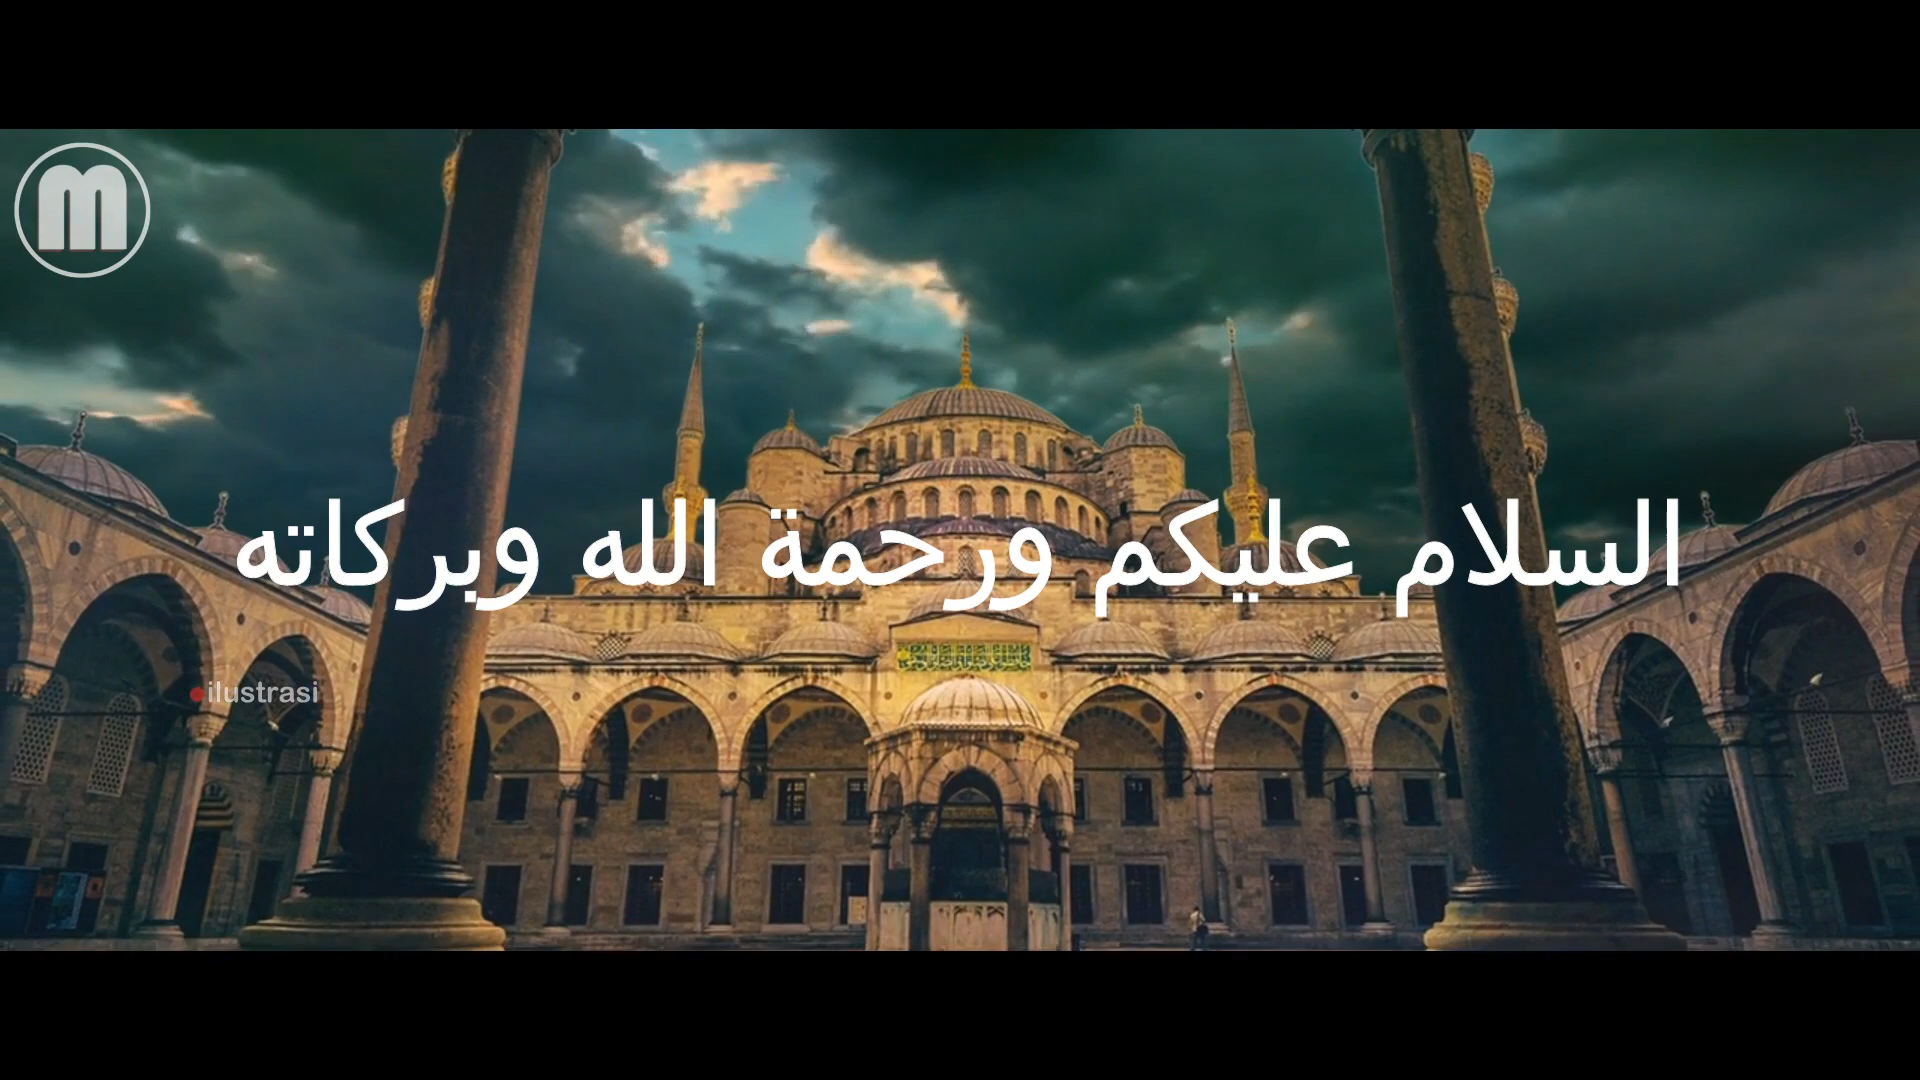 m
السلام عليكم ورحمة الله وبركاته
ilustrasi